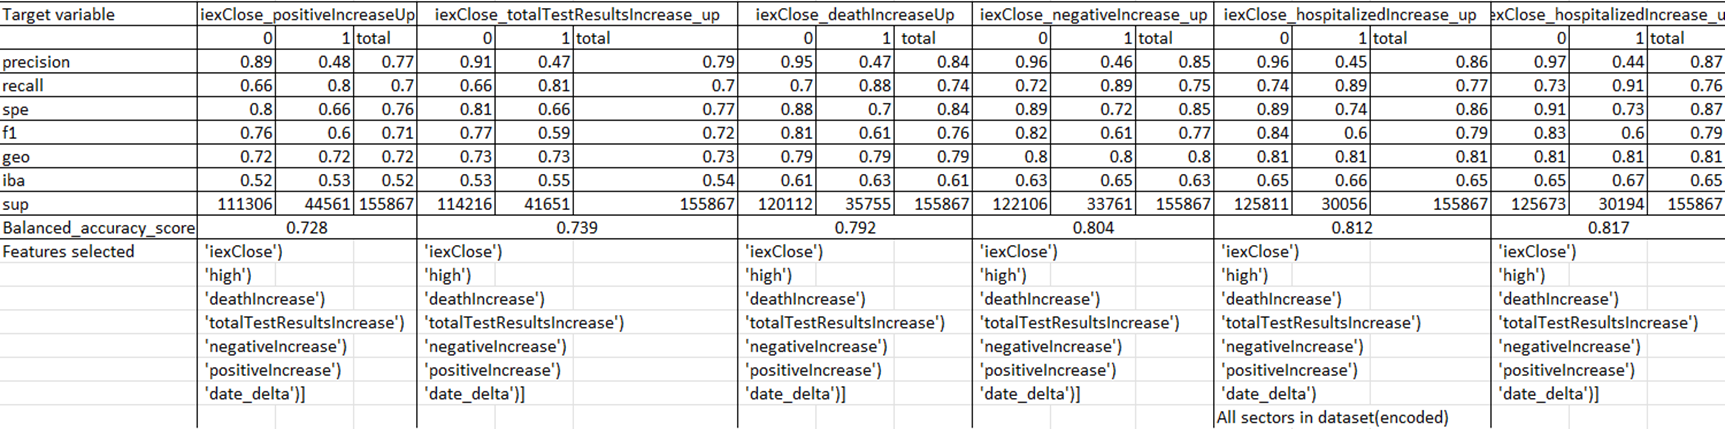 Target variable iexClose_positiveIncreaseUp iexClose_totalTestResultsIncrease_up iexClose_deathIncreaseUp iexClose_negativeIncrease_up iexClose_hospitalizedIncrease_up exClose_hospitalizedIncrease_u
0 1 total 0 1 total 0 1 total 0 1 total 0 1 total 0 1 total
precision 0.89 0.48 0.77 0.91 0.47 0.79 0.95 0.47 0.84 0.96 0.46 0.85 0.96 0.45 0.86 0.97 0.44 0.87
recall 0.66 0.8 0.7 0.66 0.81 0.7 0.7 0.88 0.74 0.72 0.89 0.75 0.74 0.89 0.77 0.73 0.91 0.76
spe 0.8 0.66 0.76 0.81 0.66 0.77 0.88 0.7 0.84 0.89 0.72 0.85 0.89 0.74 0.86 0.91 0.73 0.87
f1 0.76 0.6 0.71 0.77 0.59 0.72 0.81 0.61 0.76 0.82 0.61 0.77 0.84 0.6 0.79 0.83 0.6 0.79
geo 0.72 0.72 0.72 0.73 0.73 0.73 0.79 0.79 0.79 0.8 0.8 0.8 0.81 0.81 0.81 0.81 0.81 0.81
iba 0.52 0.53 0.52 0.53 0.55 0.54 0.61 0.63 0.61 0.63 0.65 0.63 0.65 0.66 0.65 0.65 0.67 0.65
sup 111306 44561 155867 114216 41651 155867 120112 35755 155867 122106 33761 155867 125811 30056 155867 125673 30194 155867
Balanced_accuracy_score 0.728 0.739 0.792 0.804 0.812 0.817
Features selected 'iexClose') 'iexClose') 'iexClose') 'iexClose') 'iexClose') 'iexClose')
'high') 'high') 'high') 'high') 'high') 'high')
'deathIncrease') 'deathIncrease') 'deathIncrease') 'deathIncrease') 'deathIncrease') 'deathIncrease')
'totalTestResultsIncrease') 'totalTestResultsIncrease') 'totalTestResultsIncrease') 'totalTestResultsIncrease') 'totalTestResultsIncrease') 'totalTestResultsIncrease')
'negativeIncrease') 'negativeIncrease') 'negativeIncrease') 'negativeIncrease') 'negativeIncrease') 'negativeIncrease')
'positiveIncrease') 'positiveIncrease') 'positiveIncrease') 'positiveIncrease') 'positiveIncrease') 'positiveIncrease')
'date_delta')] 'date_delta')] 'date_delta')] 'date_delta')] 'date_delta') 'date_delta')]
All sectors in dataset(encoded)